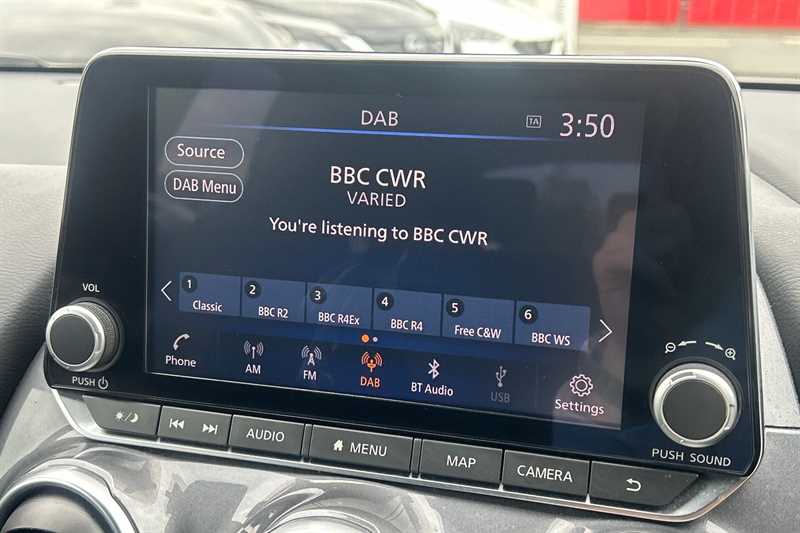 DAB
TA
3:50
Source
BBC CWR
DAB Menu
VARIED
You're listening to BBC CWR
1
Classic
2
BBC R2
3
BBC R4Ex
4
BBC R4
5
Free C&W
6
BBC WS
Phone
AM
FM
DAB
BT Audio
USB
Settings
VOL
PUSH
PUSH SOUND
AUDIO
MENU
MAP
CAMERA